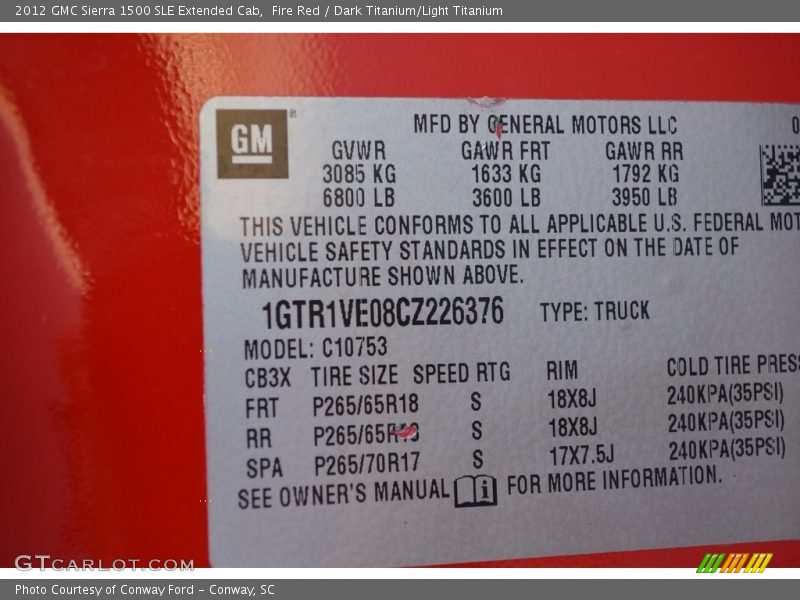 2012 GMC Sierra 1500 SLE Extended Cab, Fire Red / Dark Titanium/Light Titanium
GM ®
MFD BY GENERAL MOTORS LLC 0
GVWR GAWR FRT GAWR RR
3085 KG 1633 KG 1792 KG
6800 LB 3600 LB 3950 LB
THIS VEHICLE CONFORMS TO ALL APPLICABLE U.S. FEDERAL MOT
VEHICLE SAFETY STANDARDS IN EFFECT ON THE DATE OF
MANUFACTURE SHOWN ABOVE.
1GTR1VE08CZ226376 TYPE: TRUCK
MODEL: C10753
CB3X TIRE SIZE SPEED RTG RIM COLD TIRE PRESS
FRT P265/65R18 S 18X8J 240KPA(35PSI)
RR P265/65R18 S 18X8J 240KPA(35PSI)
SPA P265/70R17 S 17X7.5J 240KPA(35PSI)
SEE OWNER'S MANUAL i FOR MORE INFORMATION.
GTCARLOT.COM
Photo Courtesy of Conway Ford - Conway, SC